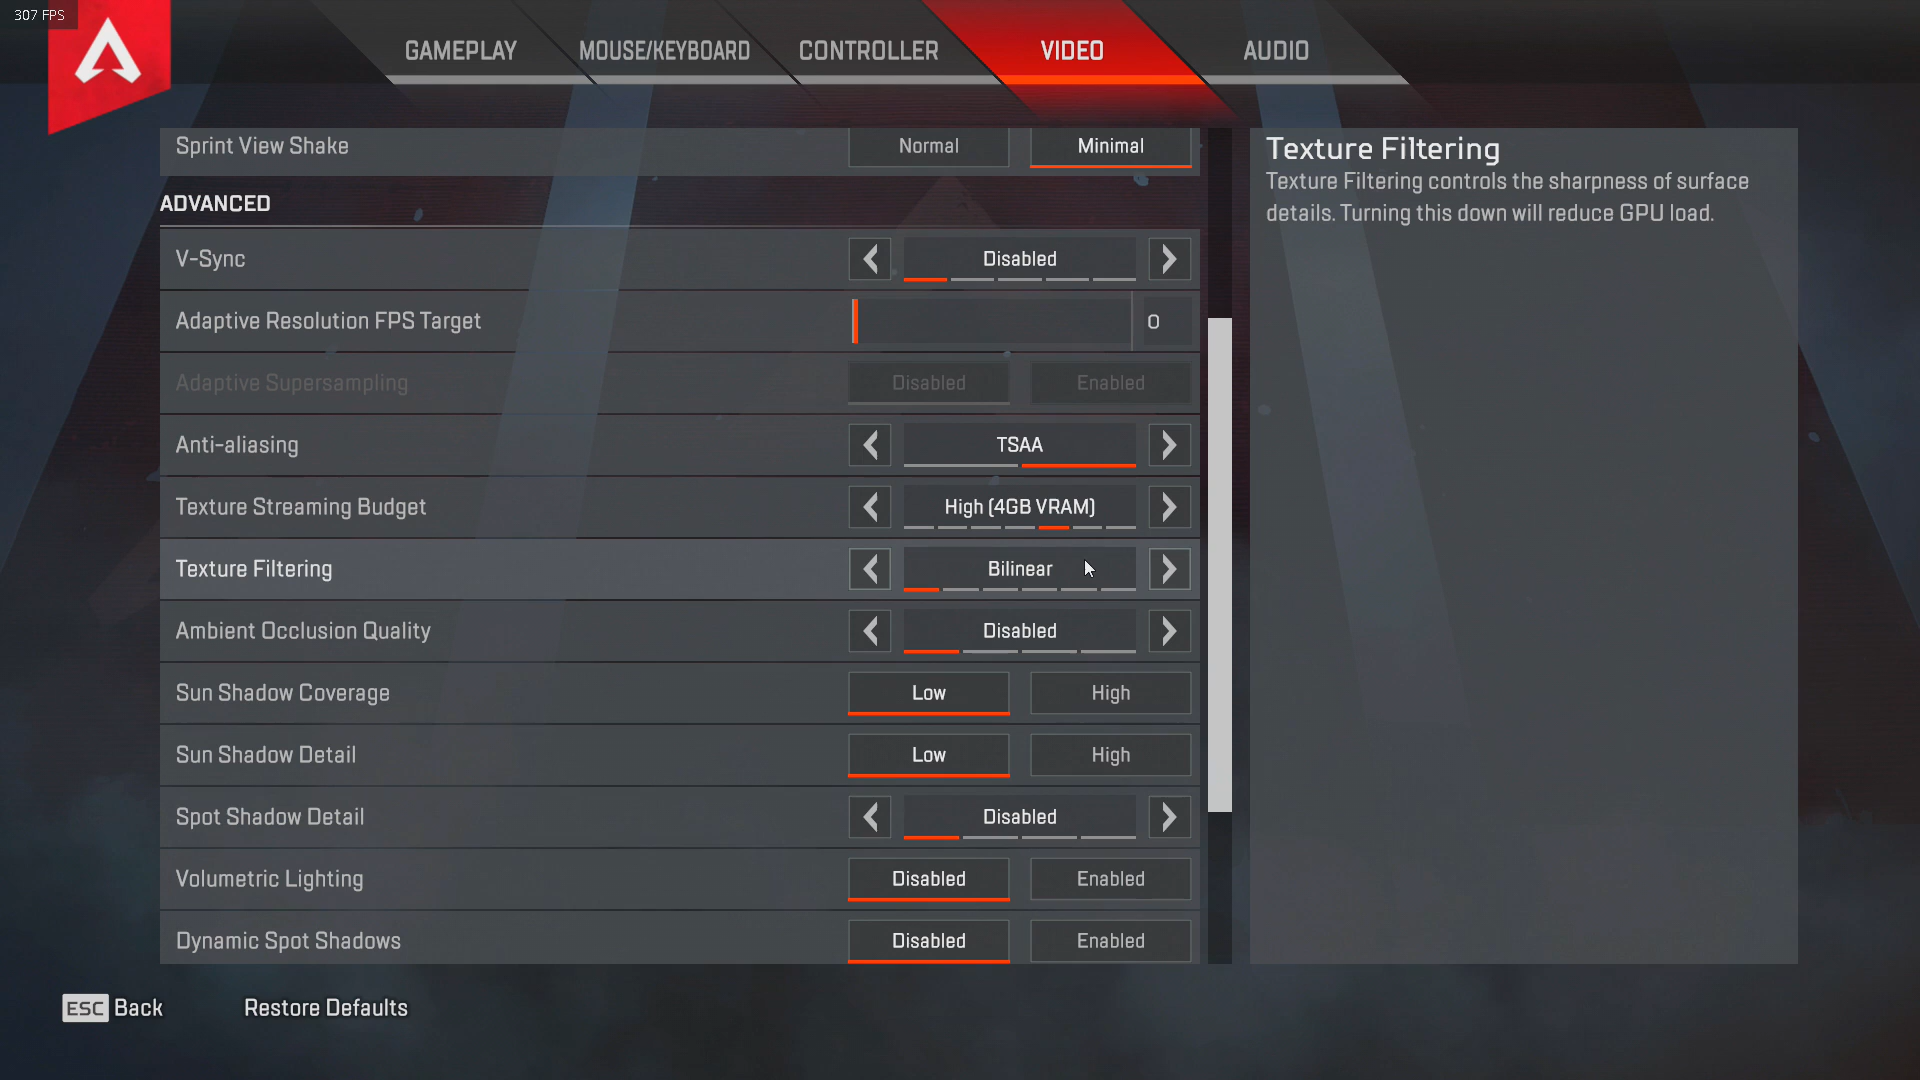 307 FPS
GAMEPLAY
MOUSE/KEYBOARD
CONTROLLER
VIDEO
AUDIO
Sprint View Shake
Normal
Minimal
ADVANCED
V-Sync
Disabled
Adaptive Resolution FPS Target
0
Adaptive Supersampling
Disabled
Enabled
Anti-aliasing
TSAA
Texture Streaming Budget
High (4GB VRAM)
Texture Filtering
Bilinear
Ambient Occlusion Quality
Disabled
Sun Shadow Coverage
Low
High
Sun Shadow Detail
Low
High
Spot Shadow Detail
Disabled
Volumetric Lighting
Disabled
Enabled
Dynamic Spot Shadows
Disabled
Enabled
Texture Filtering
Texture Filtering controls the sharpness of surface
details. Turning this down will reduce GPU load.
ESC Back
Restore Defaults